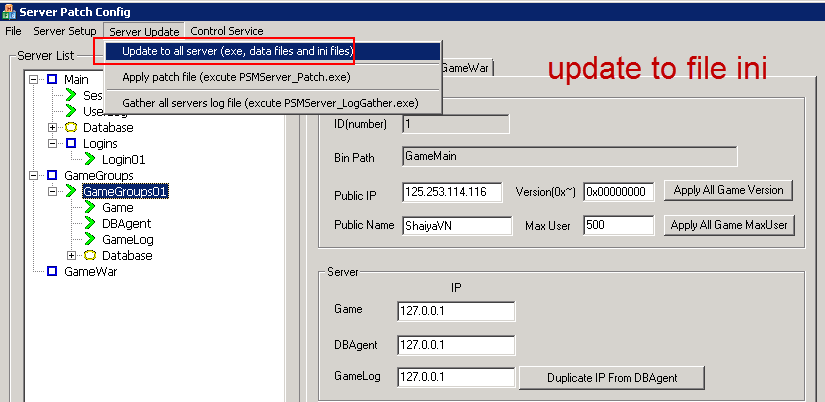 Server Patch Config
File Server Setup Server Update Control Service
Server List
Update to all server (exe, data files and ini files)
Apply patch file (excute PSMServer_Patch.exe)
Gather all servers log file (excute PSMServer_LogGather.exe)
GameWar
update to file ini
Main
Ses
Database
Logins
Login01
GameGroups
GameGroups01
Game
DBAgent
GameLog
Database
GameWar
ID(number) 1
Bin Path GameMain
Public IP 125.253.114.116 Version(0x~) 0x00000000 Apply All Game Version
Public Name ShaiyaVN Max User 500 Apply All Game MaxUser
Server
IP
Game 127.0.0.1
DBAgent 127.0.0.1
GameLog 127.0.0.1 Duplicate IP From DBAgent